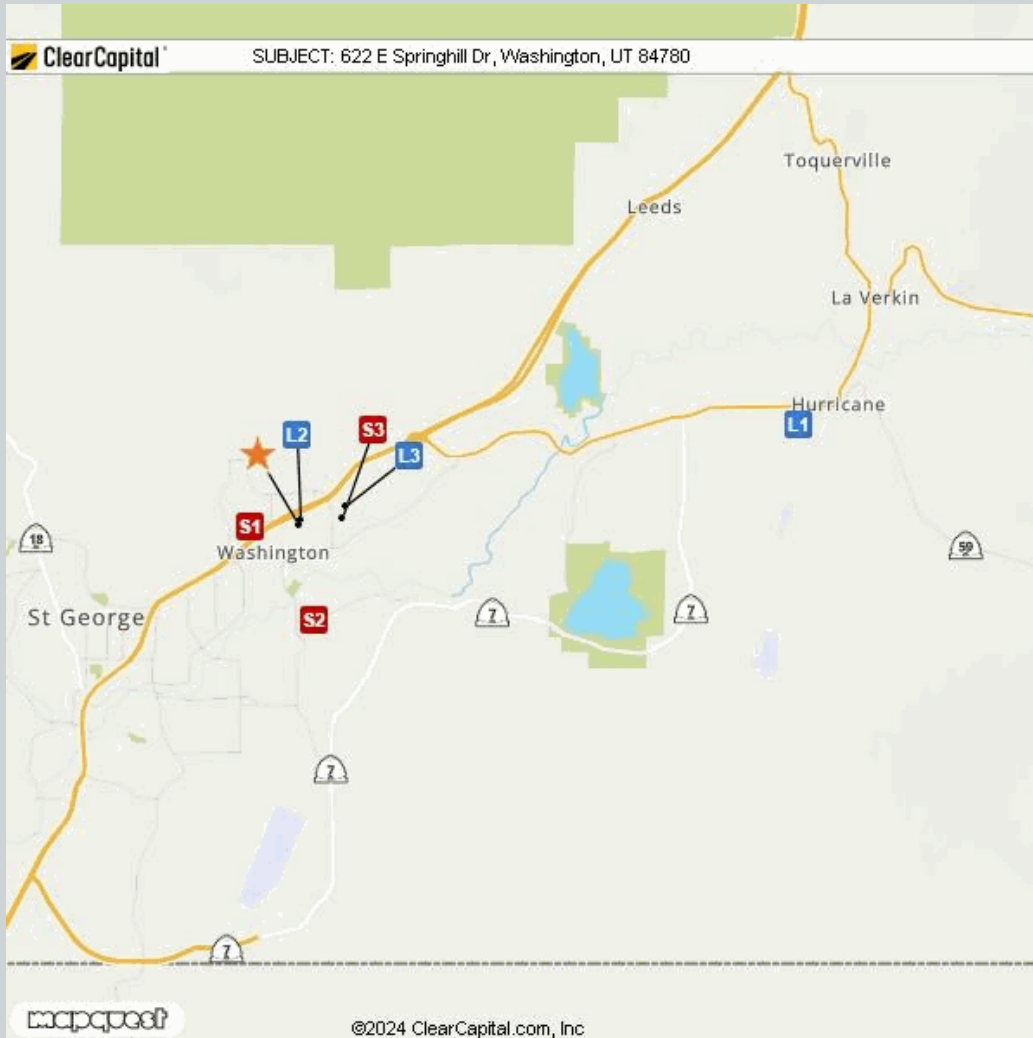 ClearCapital
SUBJECT: 622 E Springhill Dr, Washington, UT 84780
Toquerville
Leeds
La Verkin
Hurricane
L1
S3
L2
L3
S1
18
Washington
59
St George
S2
7
7
7
7
mapquest
©2024 ClearCapital.com, Inc